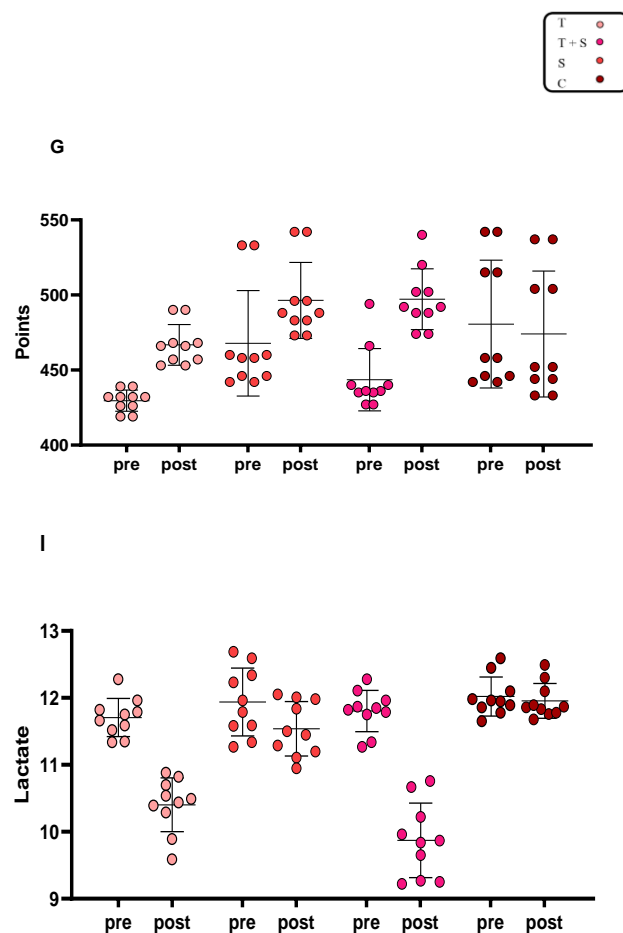 T
T + S
S
C
G
Points
550
500
450
400
pre post pre post pre post pre post
I
Lactate
13
12
11
10
9
pre post pre post pre post pre post